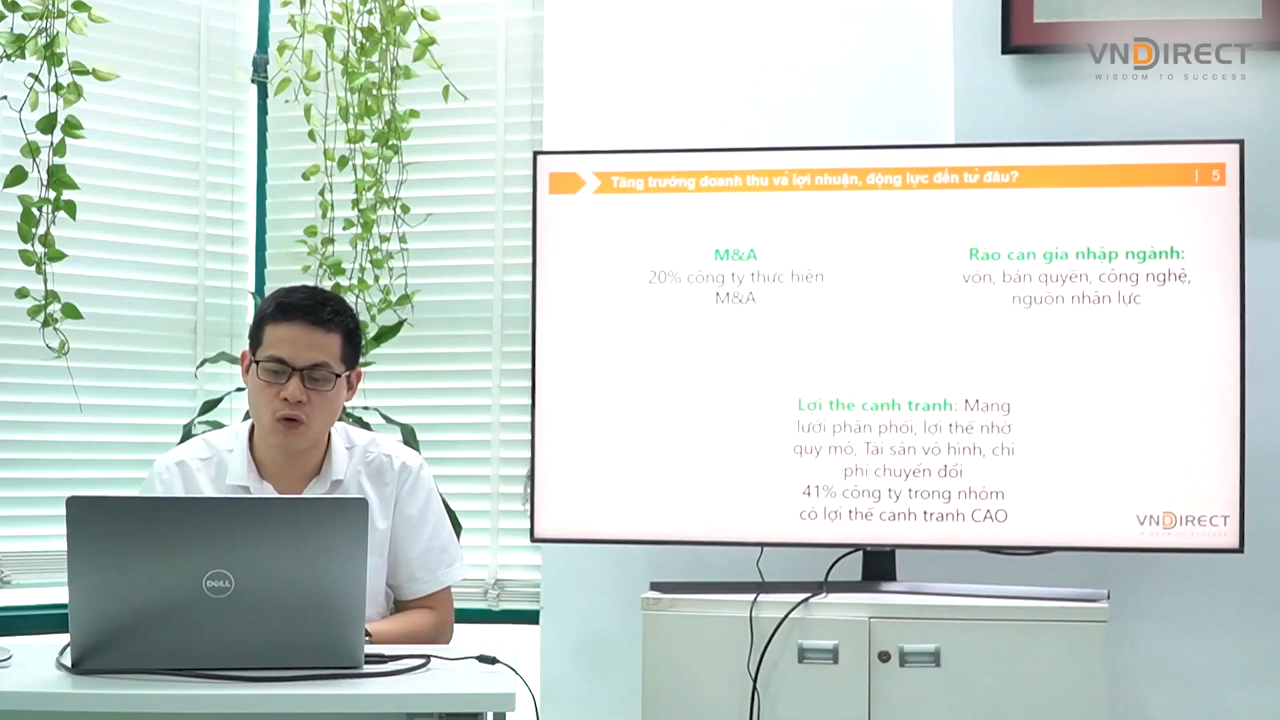 VNDIRECT
WISDOM TO SUCCESS
Tăng trưởng doanh thu và lợi nhuận, động lực đến từ đâu?
| 5
M&A
20% công ty thực hiện
M&A
Rào cản gia nhập ngành:
vốn, bản quyền, công nghệ,
nguồn nhân lực
Lợi thế cạnh tranh: Mạng
lưới phân phối, lợi thế nhờ
quy mô, Tài sản vô hình, chi
phí chuyển đổi
41% công ty trong nhóm
có lợi thế cạnh tranh CAO
VNDIRECT
DELL